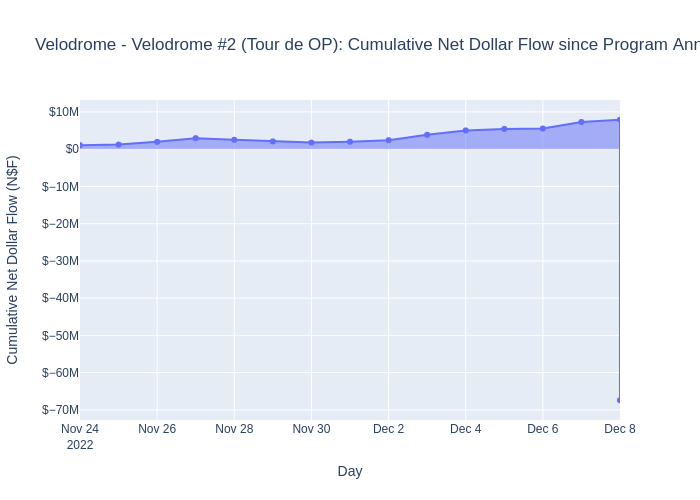 Velodrome - Velodrome #2 (Tour de OP): Cumulative Net Dollar Flow since Program Ann
$10M
$0
$−10M
$−20M
$−30M
$−40M
$−50M
$−60M
$−70M
Cumulative Net Dollar Flow (N$F)
Nov 24 Nov 26 Nov 28 Nov 30 Dec 2 Dec 4 Dec 6 Dec 8
2022
Day